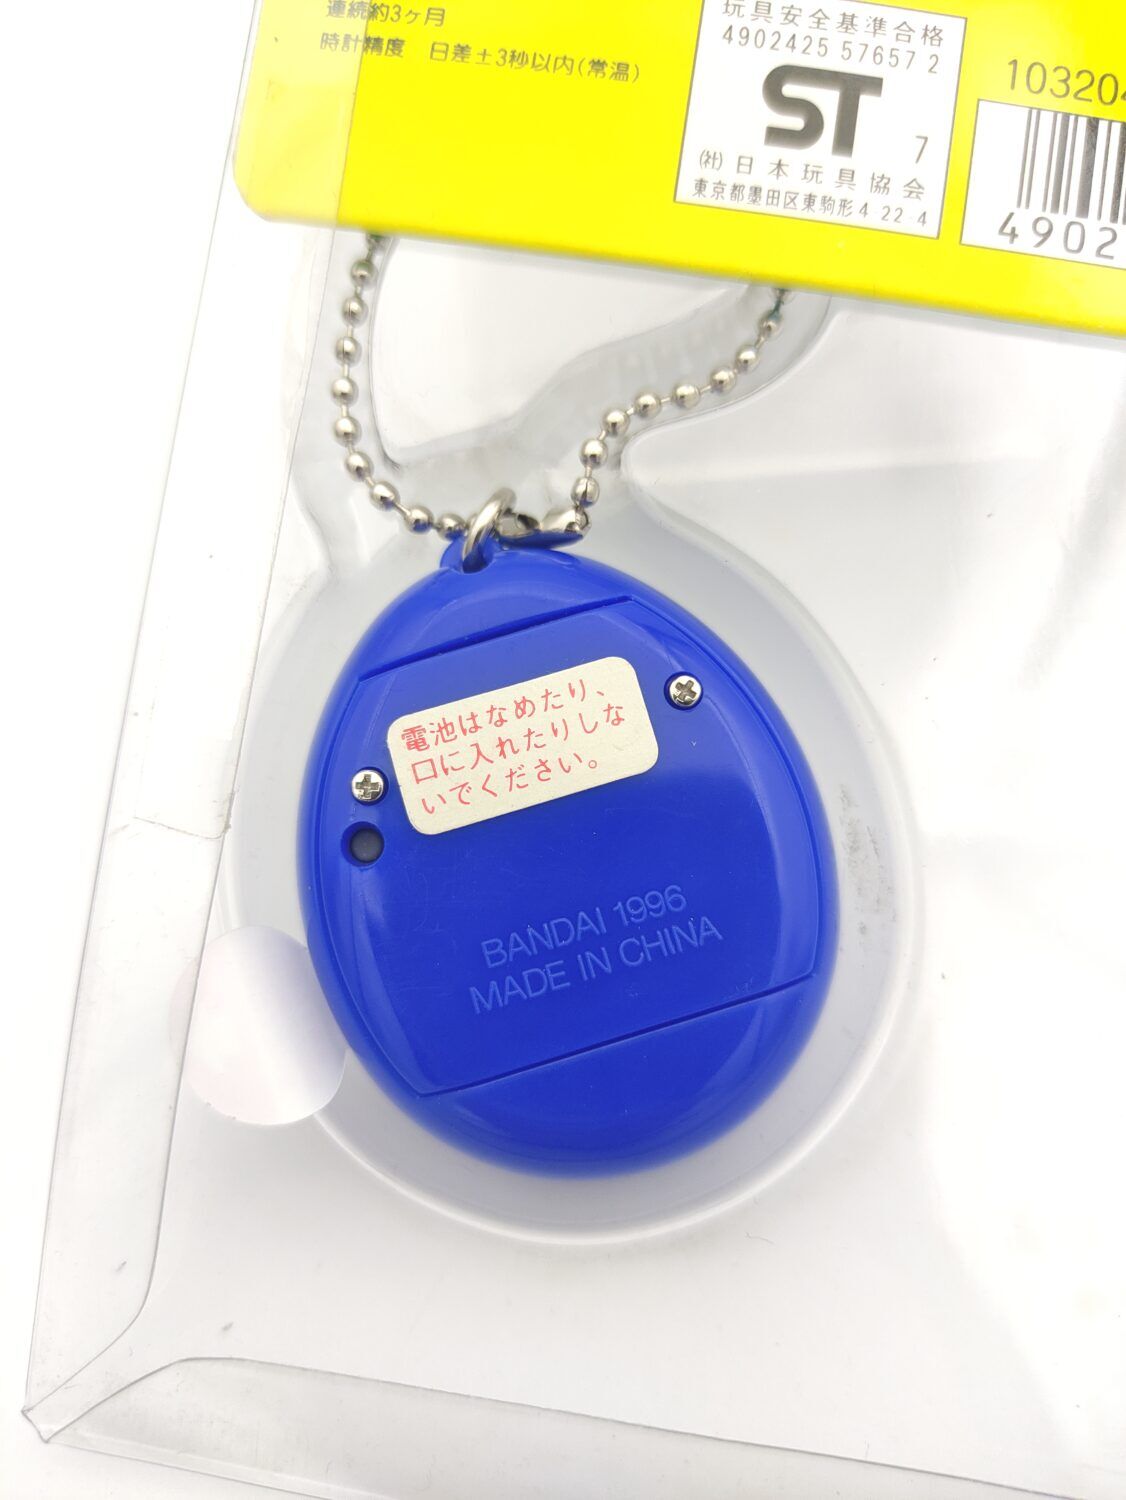 連続約3ヶ月
時計精度 日差±3秒以内(常温)
玩具安全基準合格
4902425 57657 2
ST 7
(社)日本玩具協会
東京都墨田区東駒形4-22-4
103204
4902
電池はなめたり、
口に入れたりしな
いでください。
BANDAI 1996
MADE IN CHINA